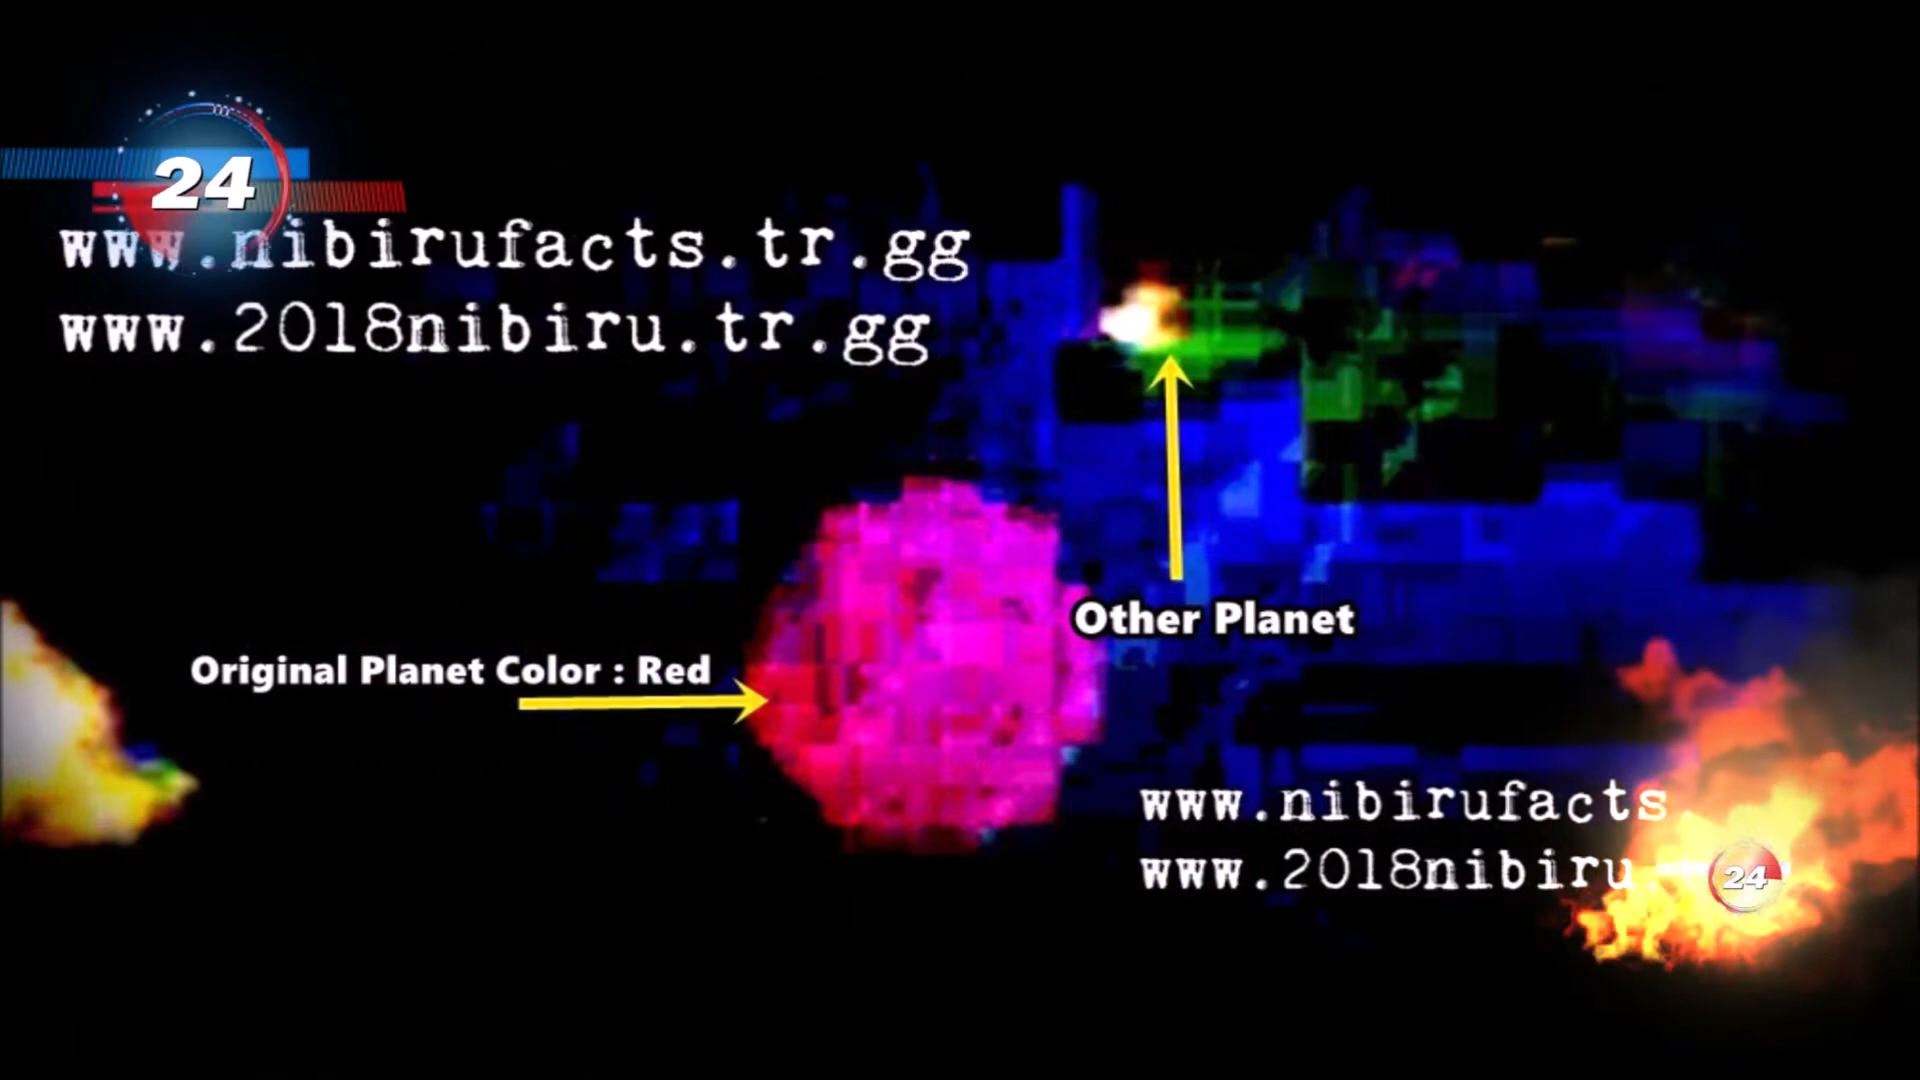 24
www.nibirufacts.tr.gg
www.2018nibiru.tr.gg
Other Planet
Original Planet Color : Red
www.nibirufacts.
www.2018nibiru.
24